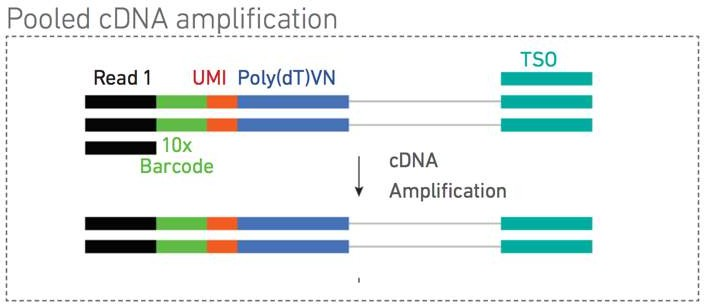 Pooled cDNA amplification
TSO
Read 1 UMI Poly(dT)VN
10x
Barcode
cDNA
Amplification